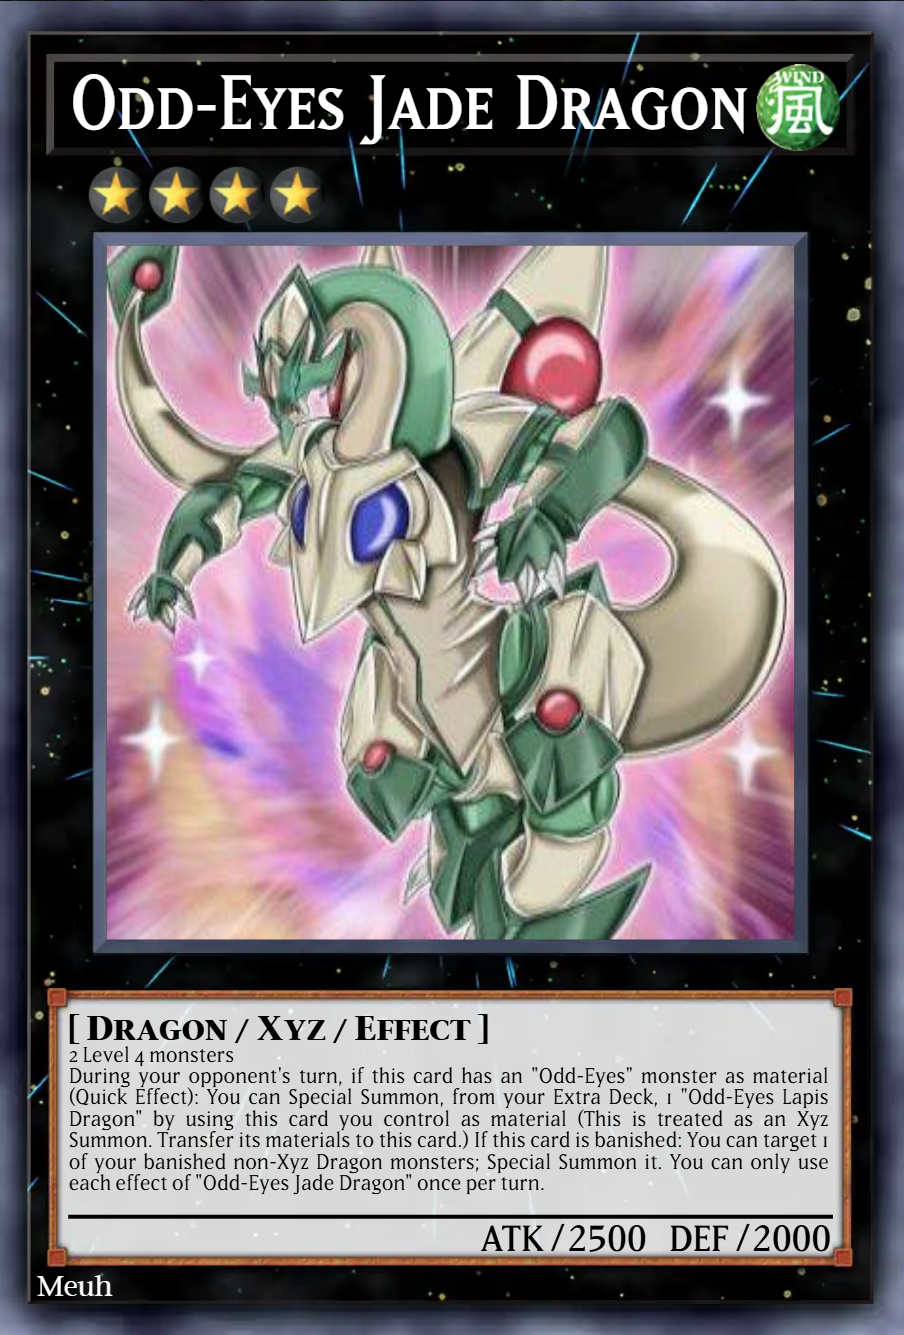 Odd-Eyes Jade Dragon
WIND
風
[ Dragon / Xyz / Effect ]
2 Level 4 monsters
During your opponent's turn, if this card has an "Odd-Eyes" monster as material
(Quick Effect): You can Special Summon, from your Extra Deck, 1 "Odd-Eyes Lapis
Dragon" by using this card you control as material (This is treated as an Xyz
Summon. Transfer its materials to this card.) If this card is banished: You can target 1
of your banished non-Xyz Dragon monsters; Special Summon it. You can only use
each effect of "Odd-Eyes Jade Dragon" once per turn.
ATK/2500 DEF/2000
Meuh